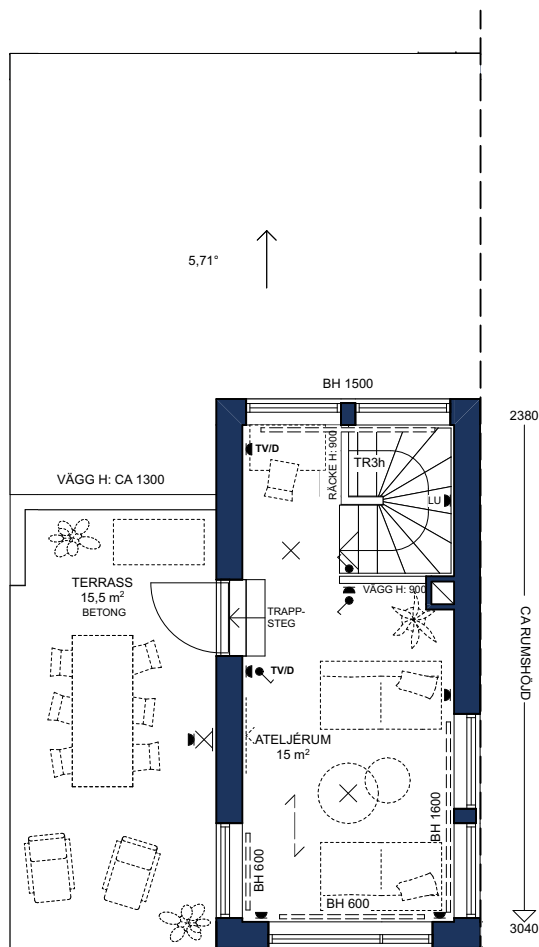 5,71°
BH 1500
2380
TV/D
RÄCKE H: 900
TR3h
LU
VÄGG H: CA 1300
TERRASS
15,5 m²
BETONG
TRAPP-
STEG
VÄGG H: 900
CA RUMSHÖJD
TV/D
ATELJÉRUM
15 m²
BH 1600
BH 600
BH 600
3040